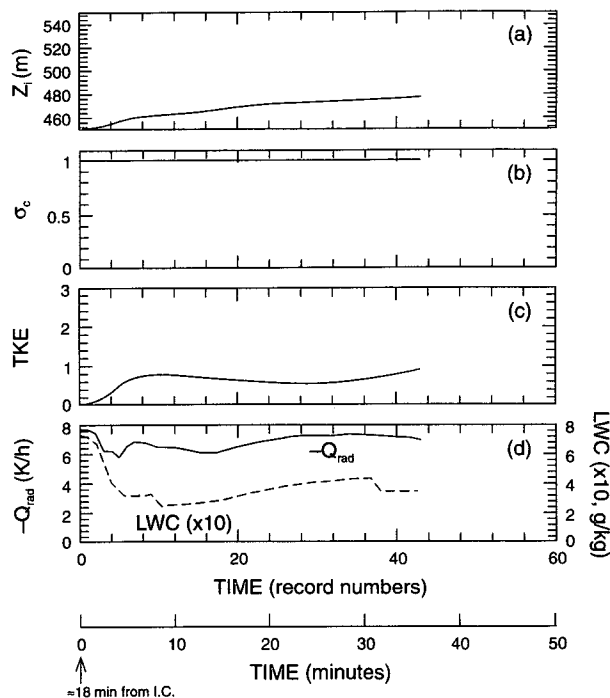 540
520
500
480
460
Z_i (m)
(a)
1
0.5
0
σ_c
(b)
3
2
1
0
TKE
(c)
8
6
4
2
0
–Q_rad (K/h)
(d)
–Q_rad
LWC (x10)
8
6
4
2
0
LWC (x10, g/kg)
0 20 40 60
TIME (record numbers)
0 10 20 30 40 50
TIME (minutes)
≈18 min from I.C.